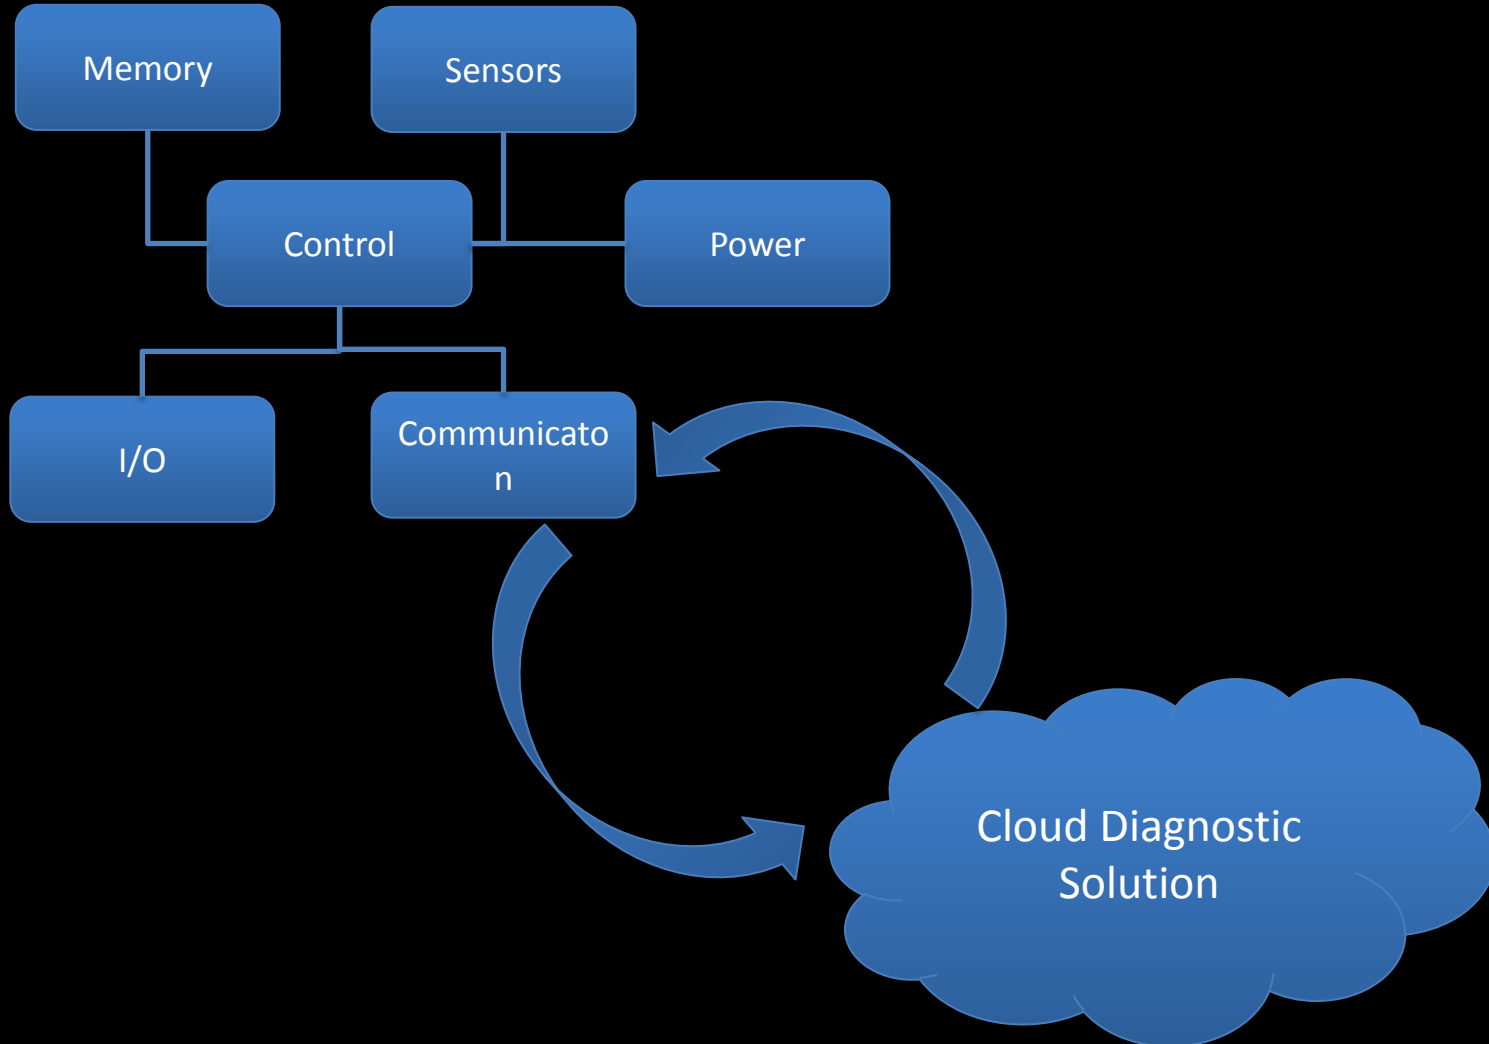 Memory
Sensors
Control
Power
I/O
Communicato
n
Cloud Diagnostic
Solution